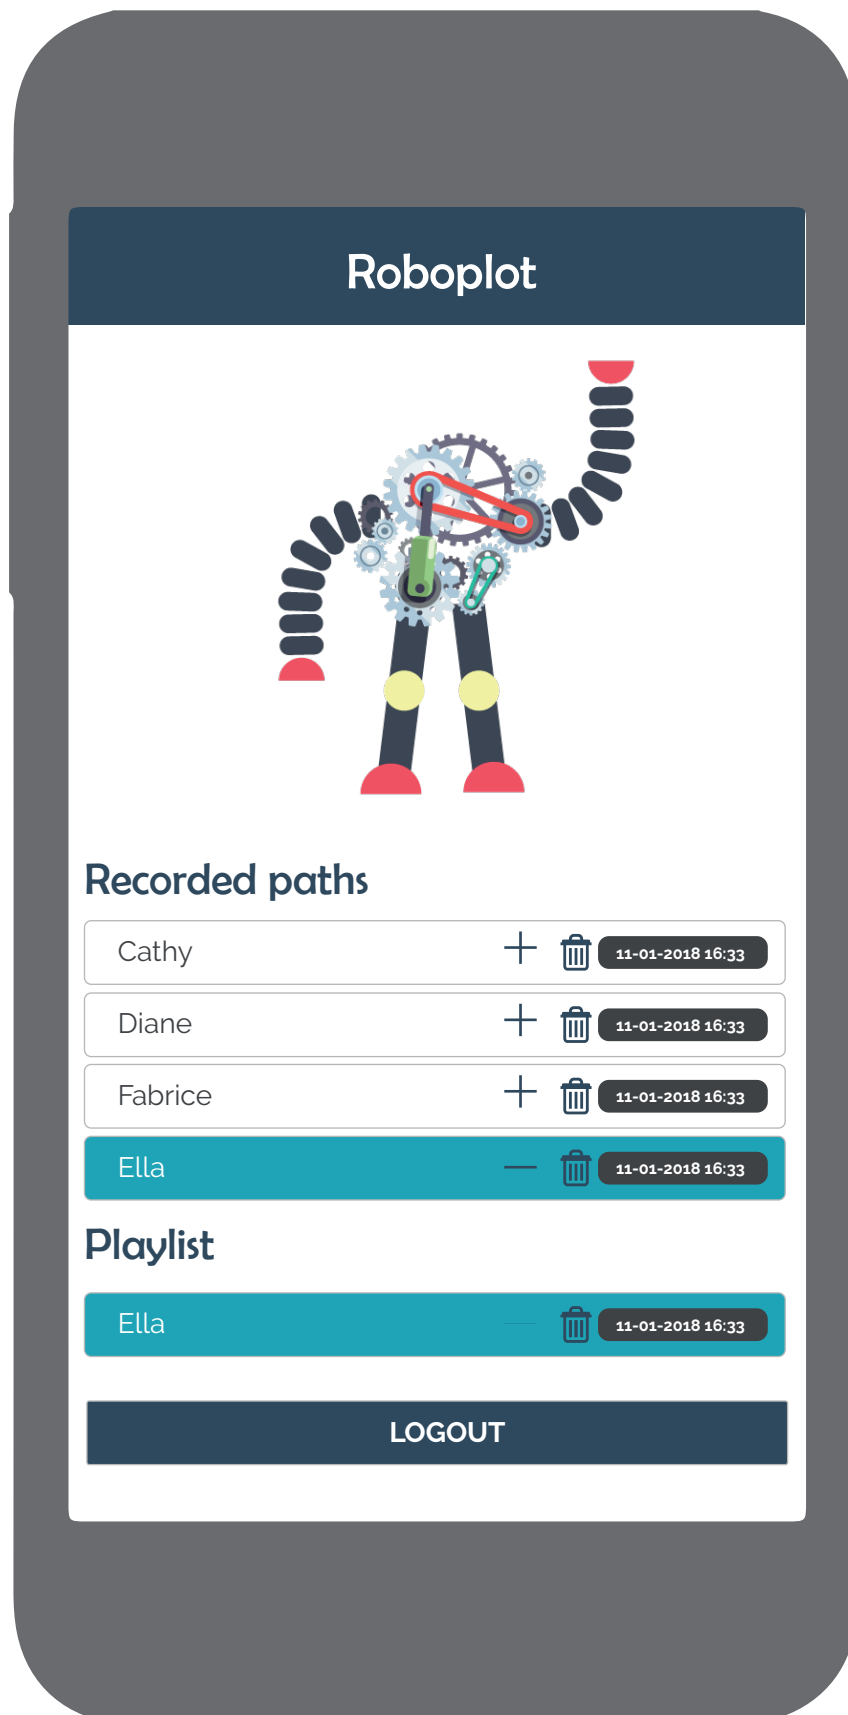 Roboplot
Recorded paths
Cathy 11-01-2018 16:33
Diane 11-01-2018 16:33
Fabrice 11-01-2018 16:33
Ella 11-01-2018 16:33
Playlist
Ella 11-01-2018 16:33
LOGOUT